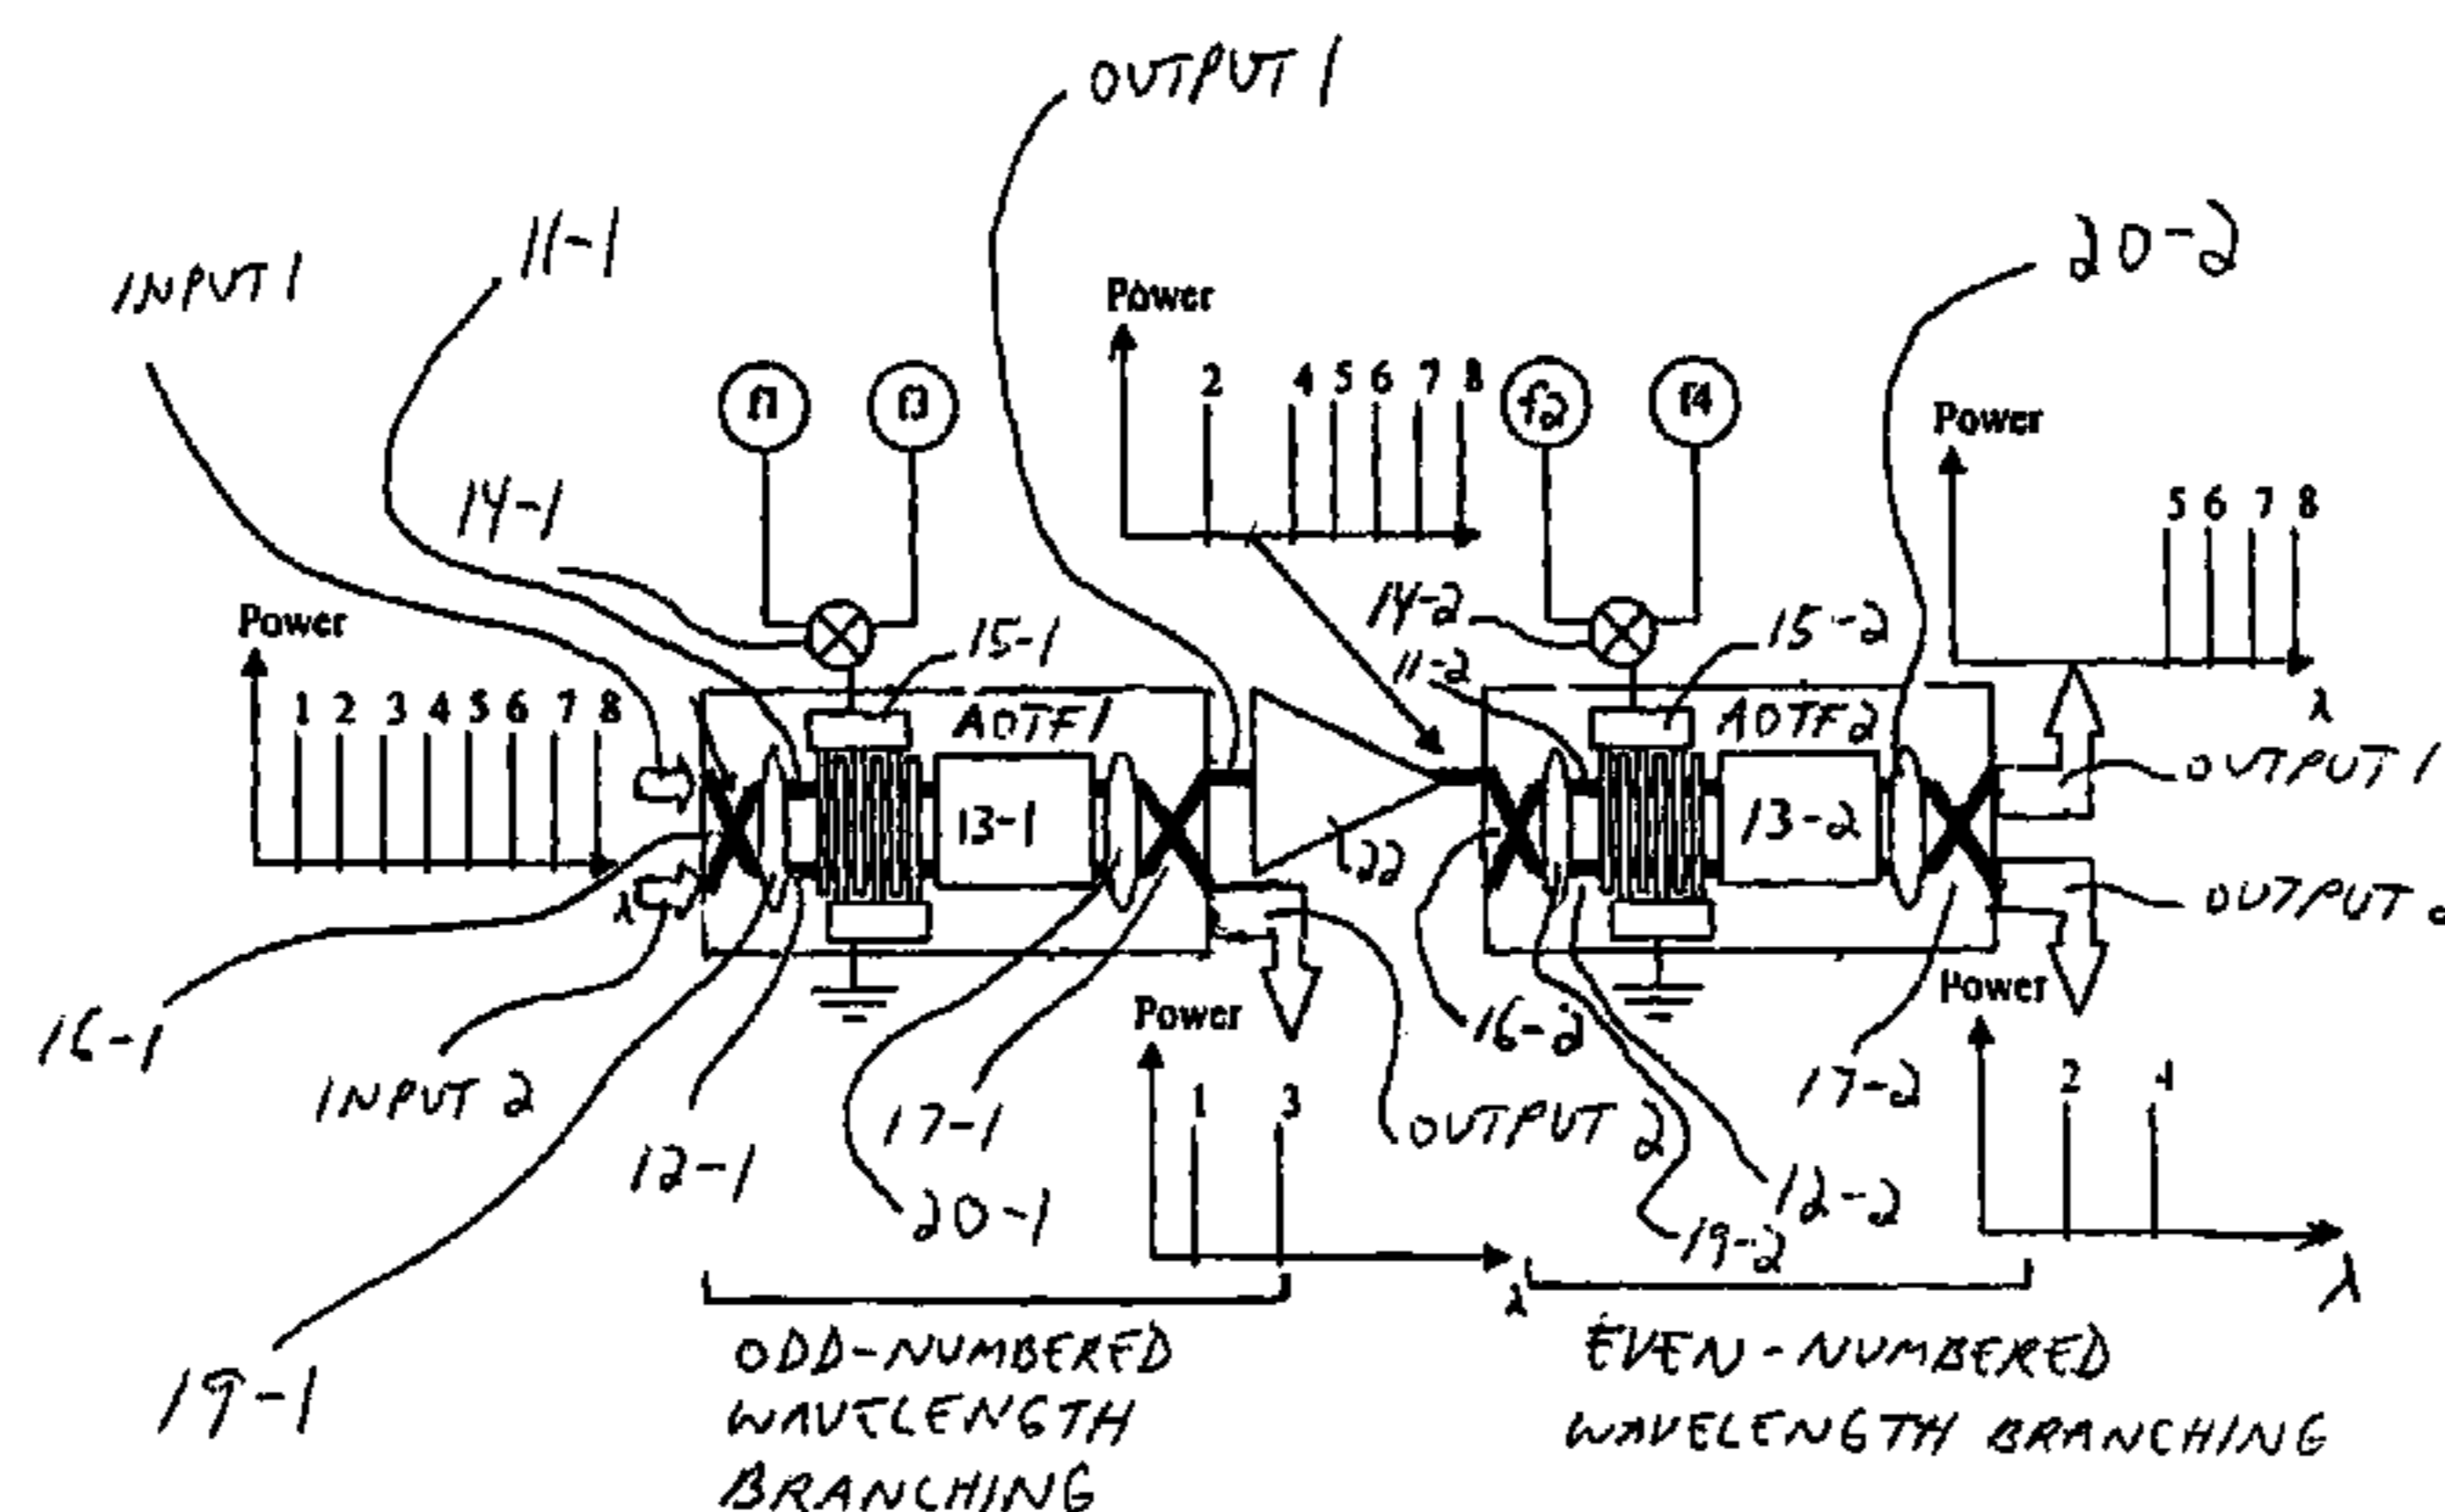 OUTPUT 1
11-1
20-2
INPUT 1
Power
2 4 5 6 7 8
f1
f3
f2
f4
Power
14-1
5 6 7 8
14-2
15-2
Power
15-1
11-2
λ
1 2 3 4 5 6 7 8
AOTF1
AOTF2
OUTPUT 1
13-1
13-2
22
OUTPUT
λ
Power
Power
16-1
16-2
INPUT 2
17-1
1 3
OUTPUT 2
17-2
2 4
12-1
20-1
12-2
19-2
λ
λ
19-1
ODD-NUMBERED
WAVELENGTH
BRANCHING
EVEN-NUMBERED
WAVELENGTH BRANCHING